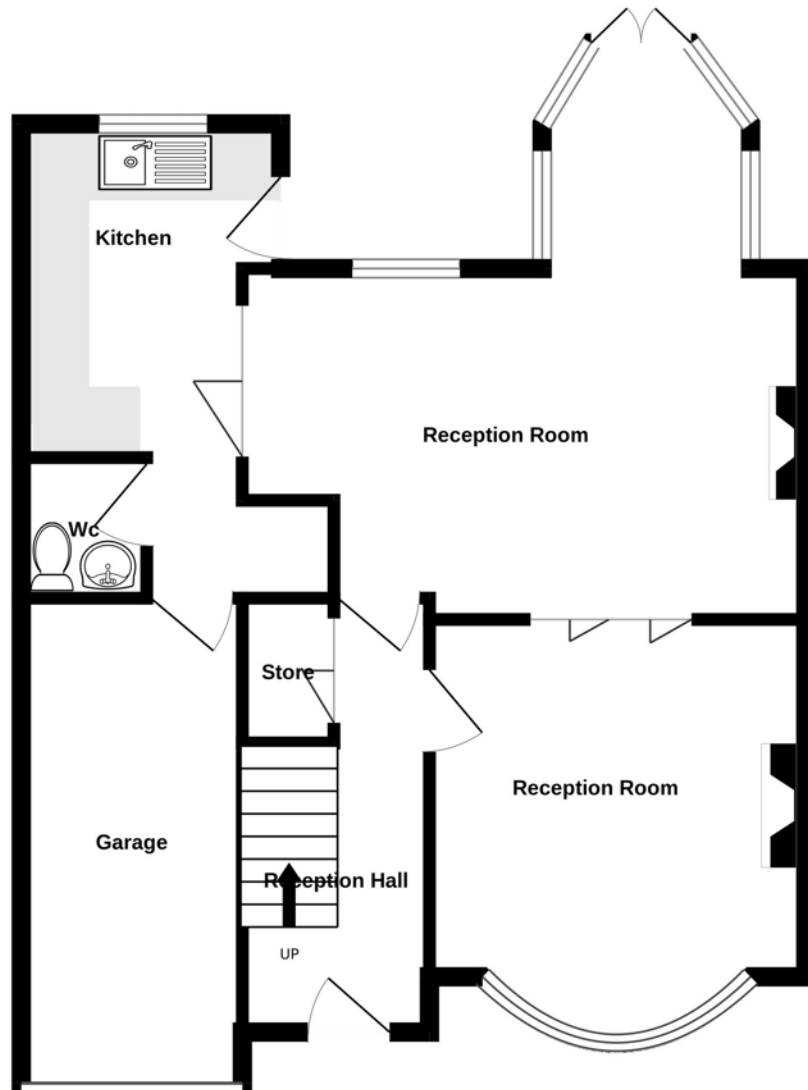 Kitchen
Reception Room
Wc
Store
Reception Room
Garage
Reception Hall
UP